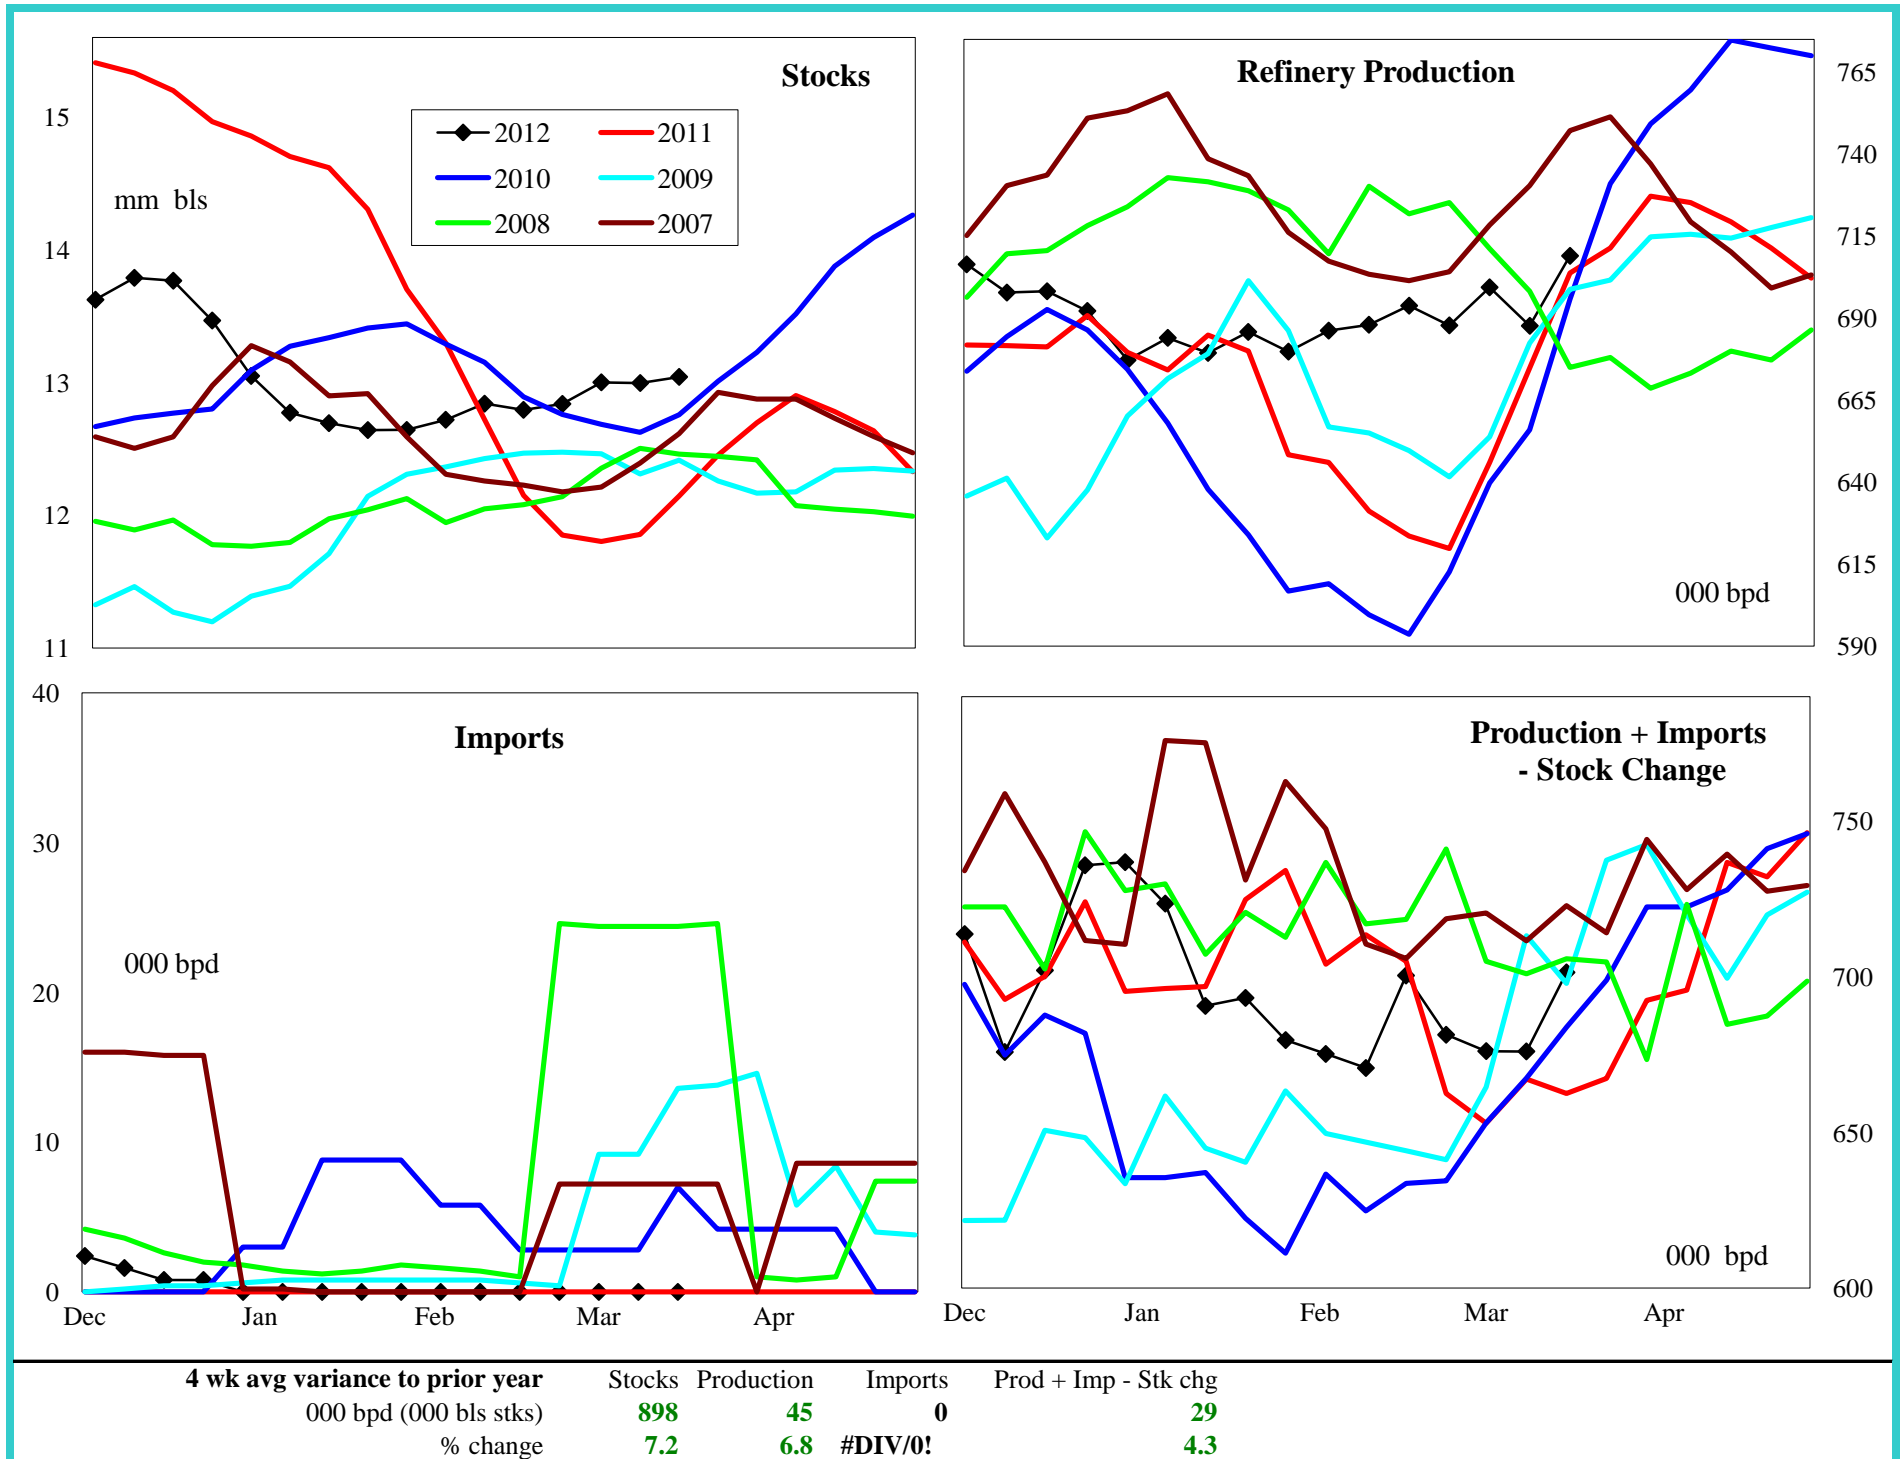 Stocks
15
14
13
12
11
mm bls
2012
2011
2010
2009
2008
2007
Refinery Production
765
740
715
690
665
640
615
590
000 bpd
Imports
40
30
20
10
0
000 bpd
Dec Jan Feb Mar Apr
Production + Imports
- Stock Change
750
700
650
600
000 bpd
Dec Jan Feb Mar Apr
4 wk avg variance to prior year Stocks Production Imports Prod + Imp - Stk chg
000 bpd (000 bls stks) 898 45 0 29
% change 7.2 6.8 #DIV/0! 4.3